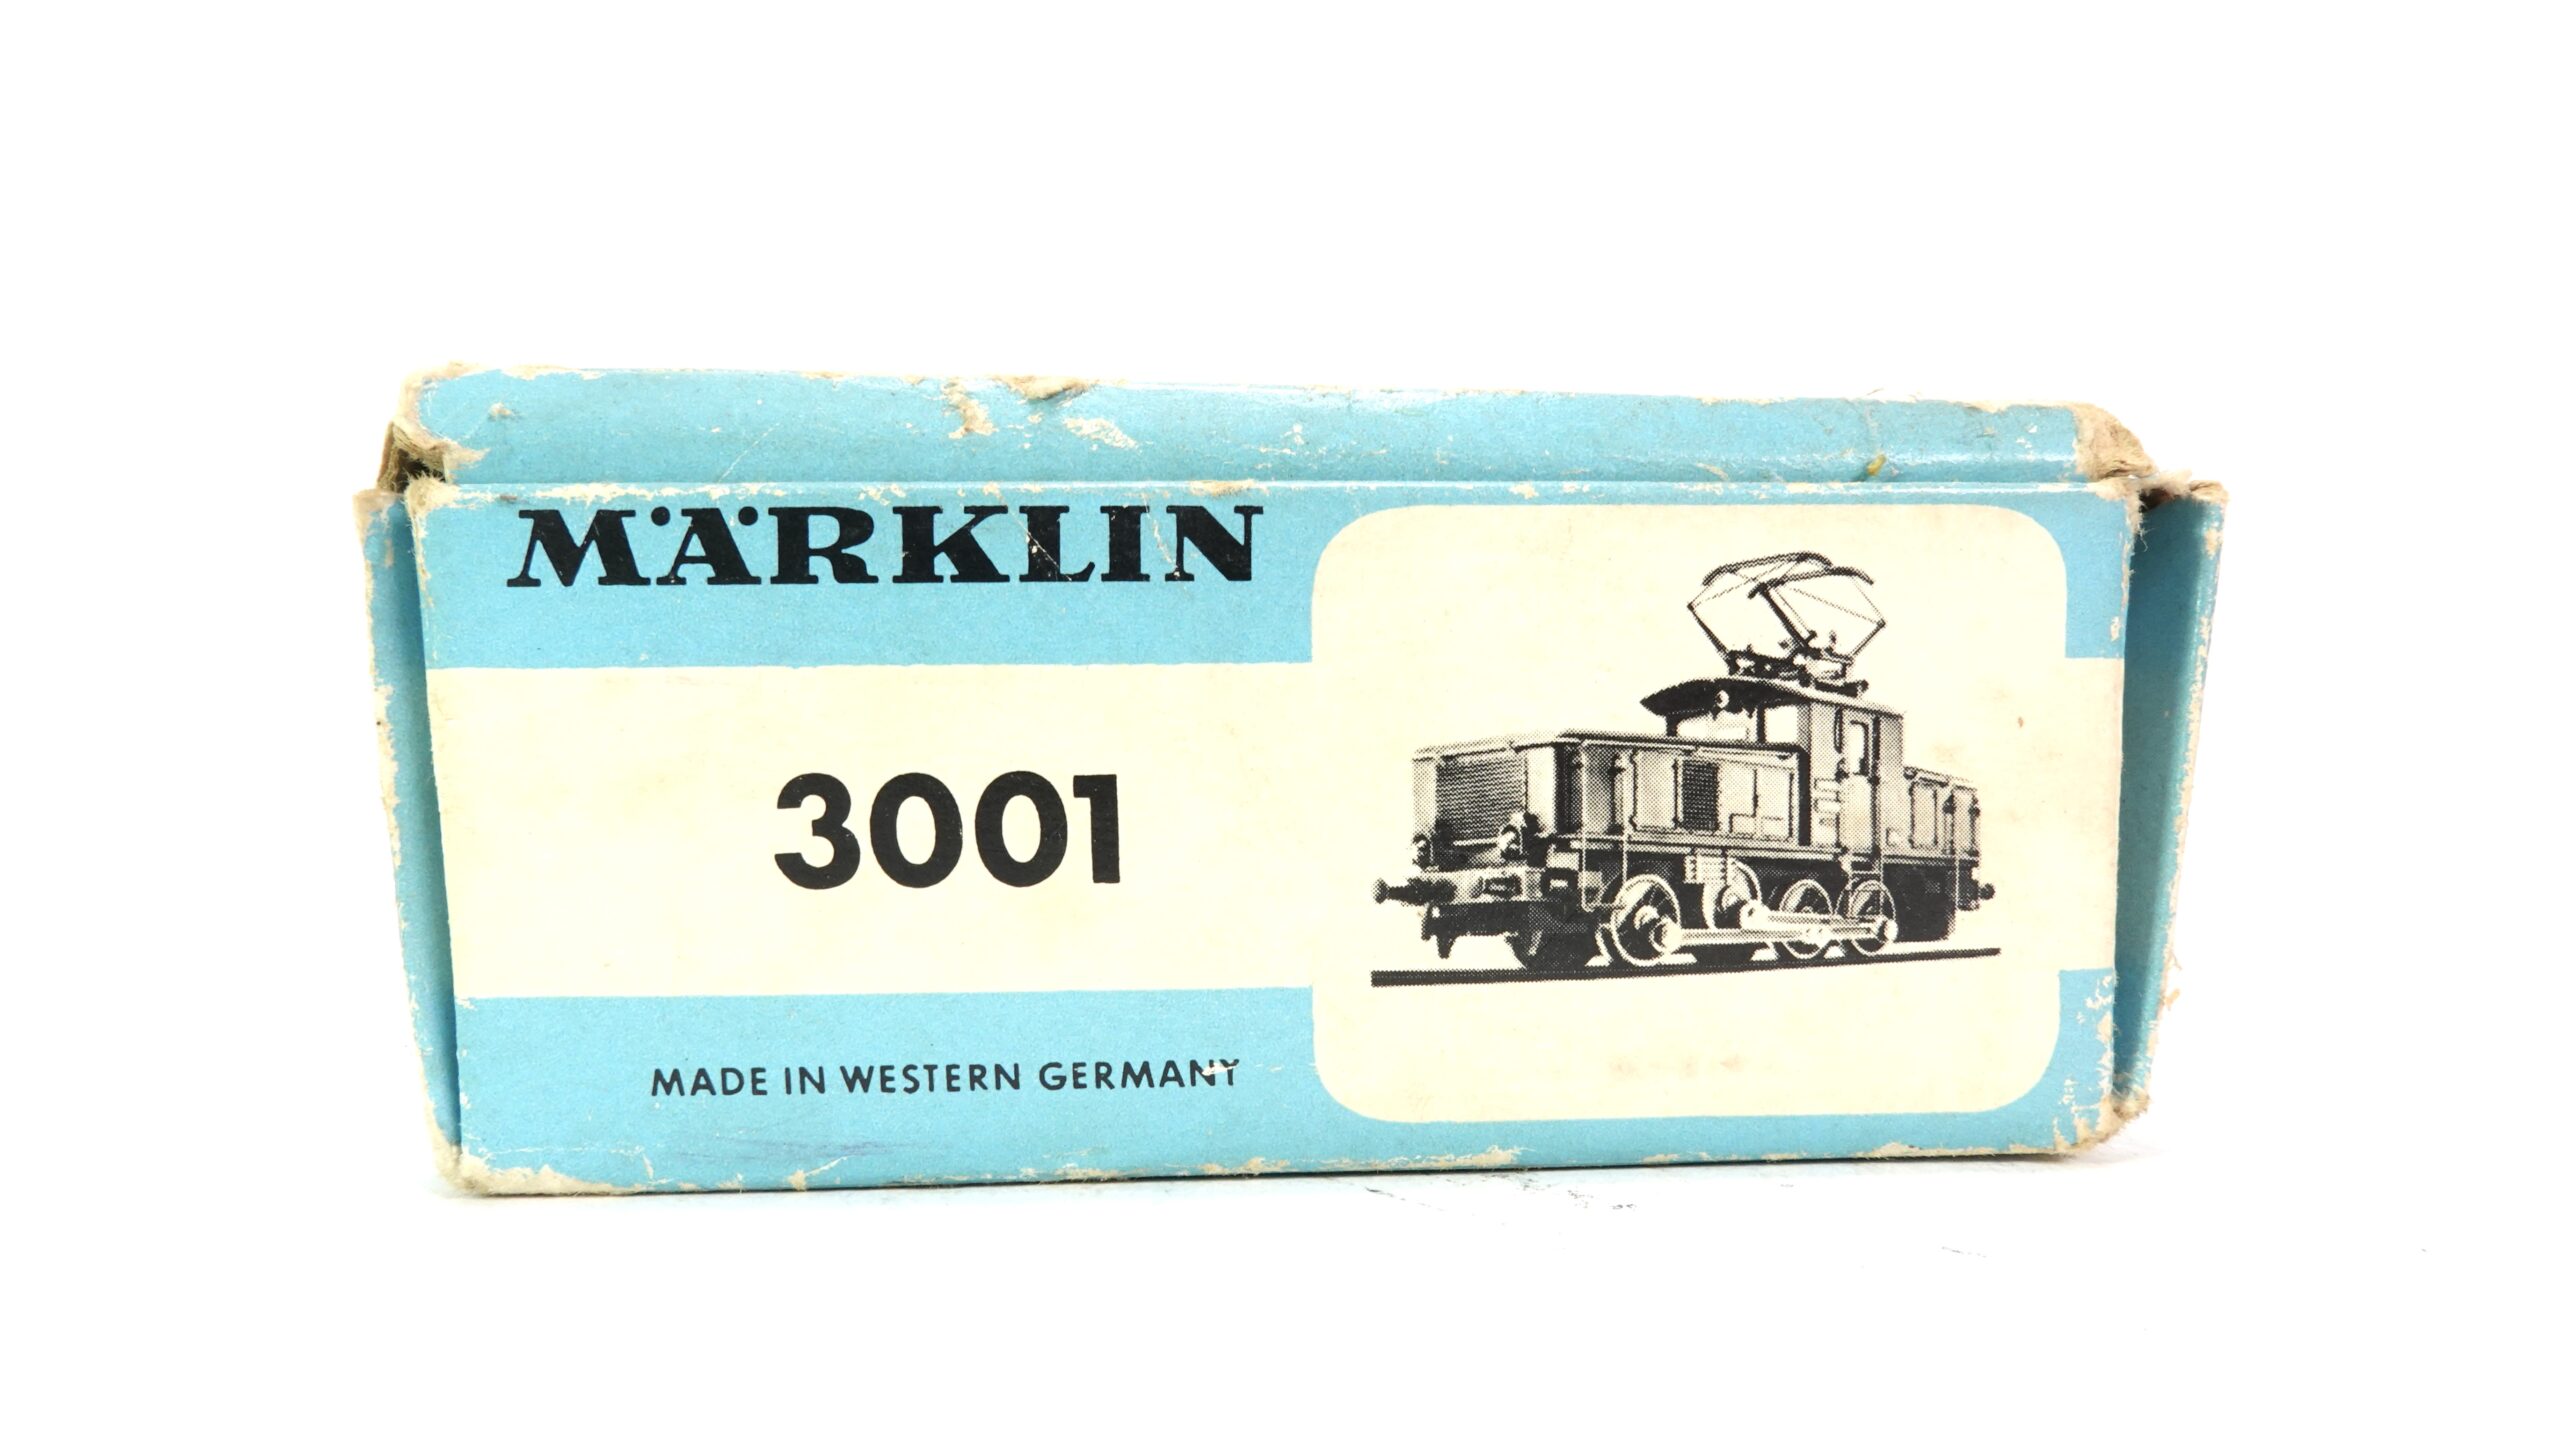 MÄRKLIN
3001
MADE IN WESTERN GERMANY